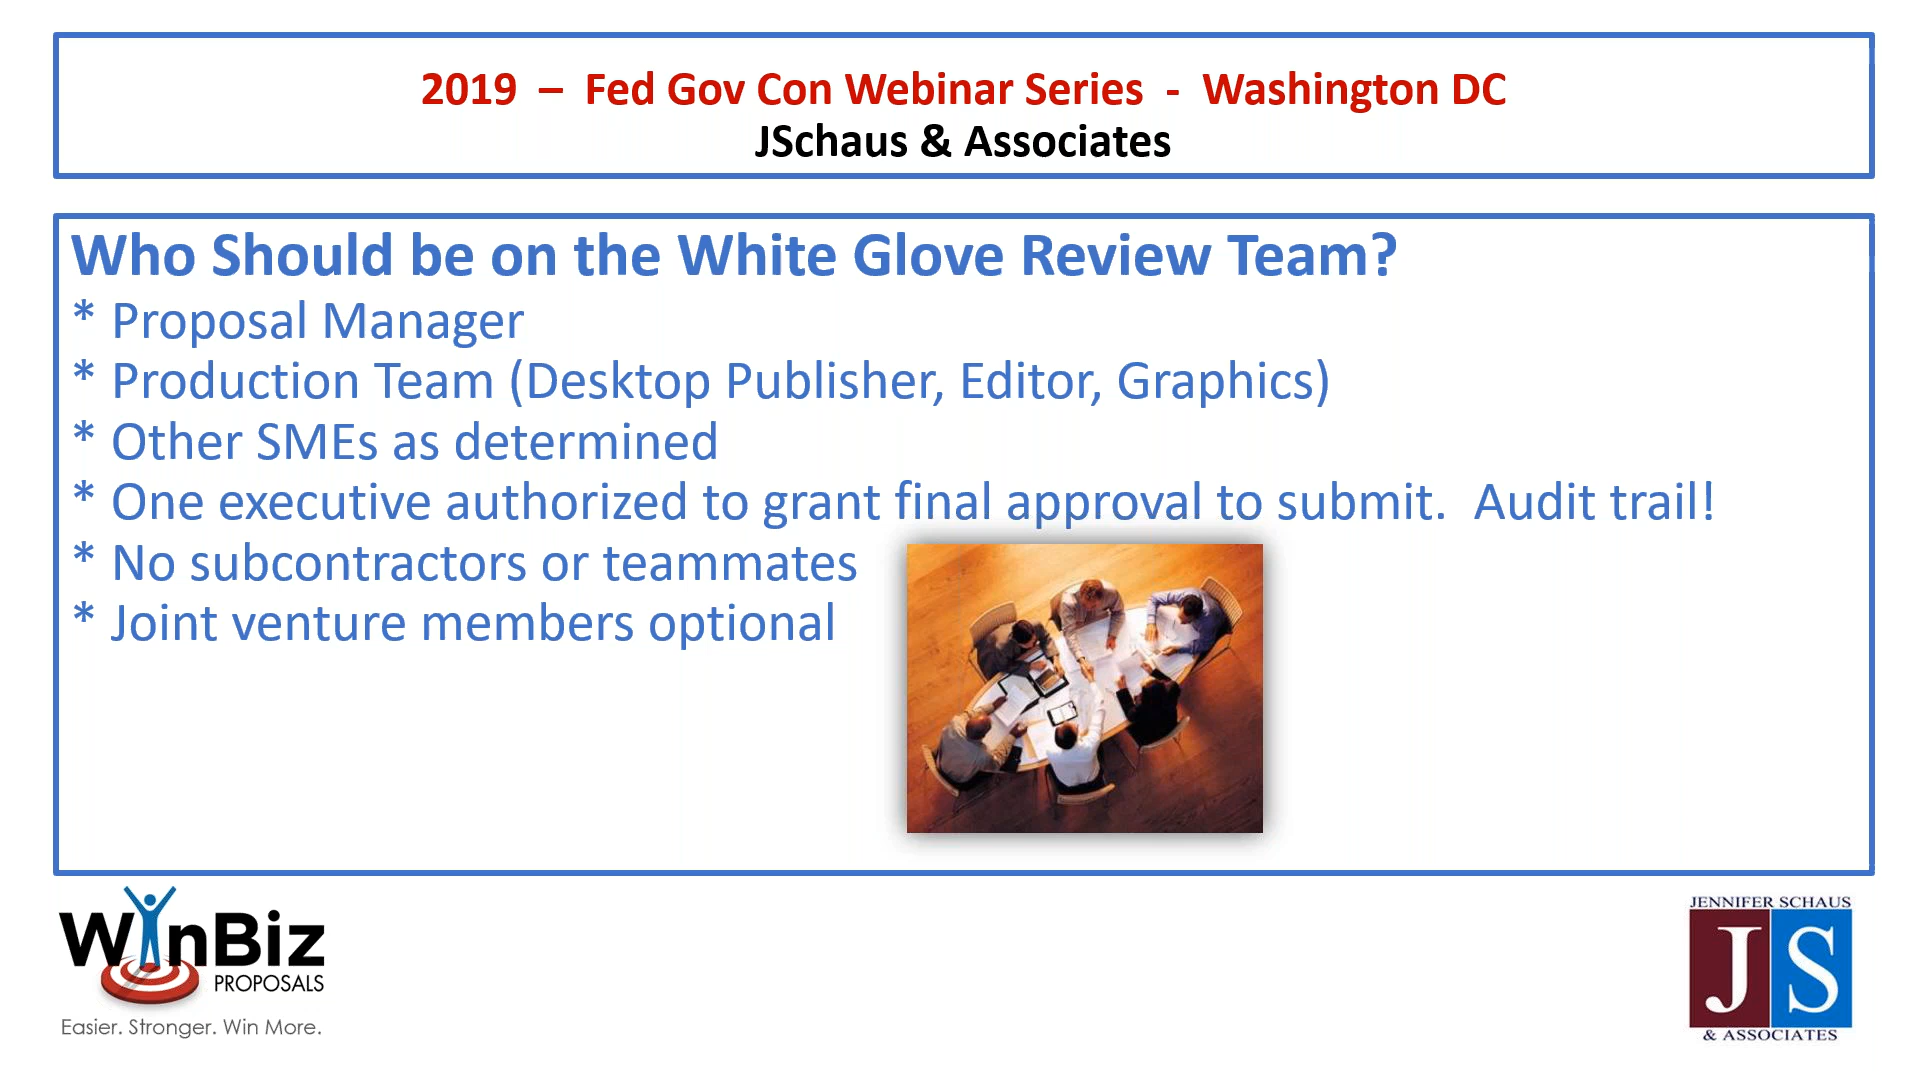 2019 – Fed Gov Con Webinar Series - Washington DC
JSchaus & Associates
Who Should be on the White Glove Review Team?
* Proposal Manager
* Production Team (Desktop Publisher, Editor, Graphics)
* Other SMEs as determined
* One executive authorized to grant final approval to submit.  Audit trail!
* No subcontractors or teammates
* Joint venture members optional
WinBiz
PROPOSALS
Easier. Stronger. Win More.
JENNIFER SCHAUS
JS
& ASSOCIATES